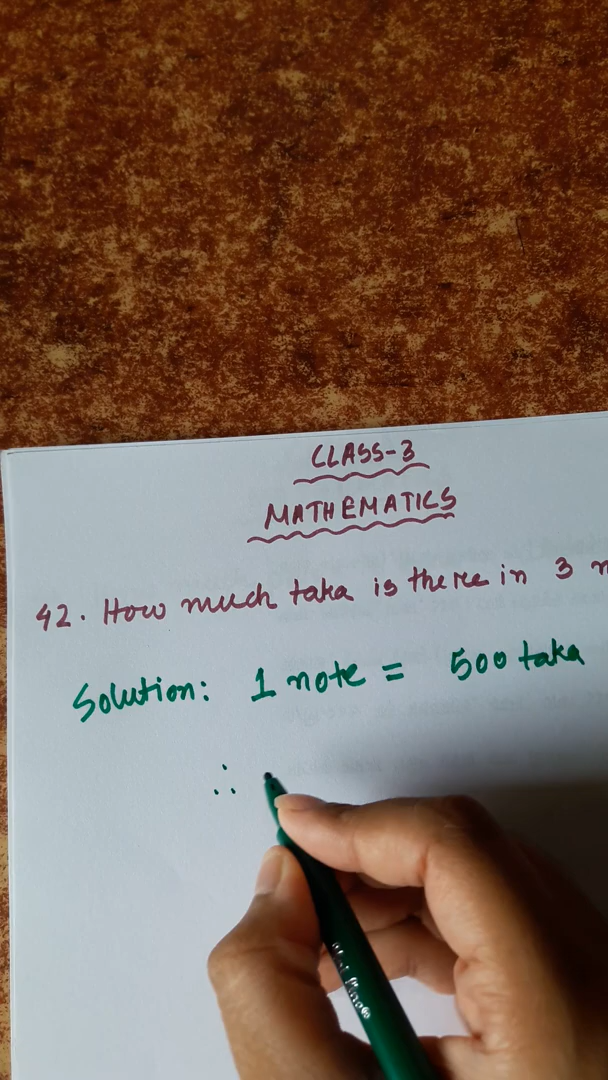 CLASS-3
MATHEMATICS
42. How much taka is there in 3
Solution: 1 note = 500 taka
∴